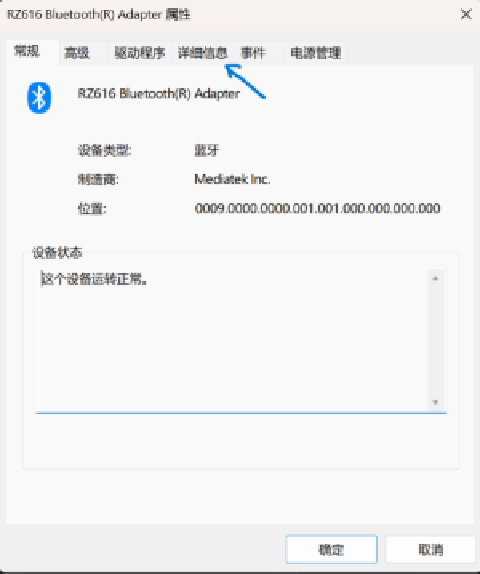 RZ616 Bluetooth(R) Adapter 属性
常规 高级 驱动程序 详细信息 事件 电源管理
RZ616 Bluetooth(R) Adapter
设备类型: 蓝牙
制造商: Mediatek Inc.
位置: 0009.0000.0000.001.001.000.000.000.000
设备状态
这个设备运转正常。
确定 取消